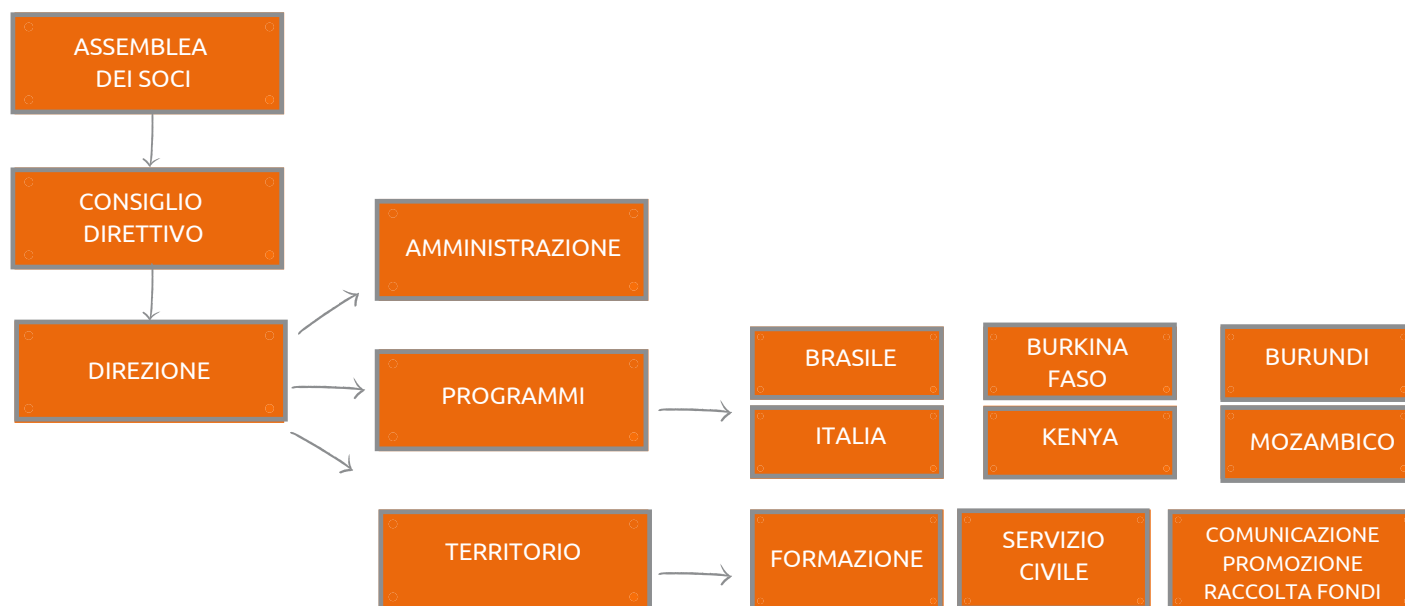 ASSEMBLEA
DEI SOCI
CONSIGLIO
DIRETTIVO
DIREZIONE
AMMINISTRAZIONE
PROGRAMMI
BRASILE
BURKINA
FASO
BURUNDI
ITALIA
KENYA
MOZAMBICO
TERRITORIO
FORMAZIONE
SERVIZIO
CIVILE
COMUNICAZIONE
PROMOZIONE
RACCOLTA FONDI